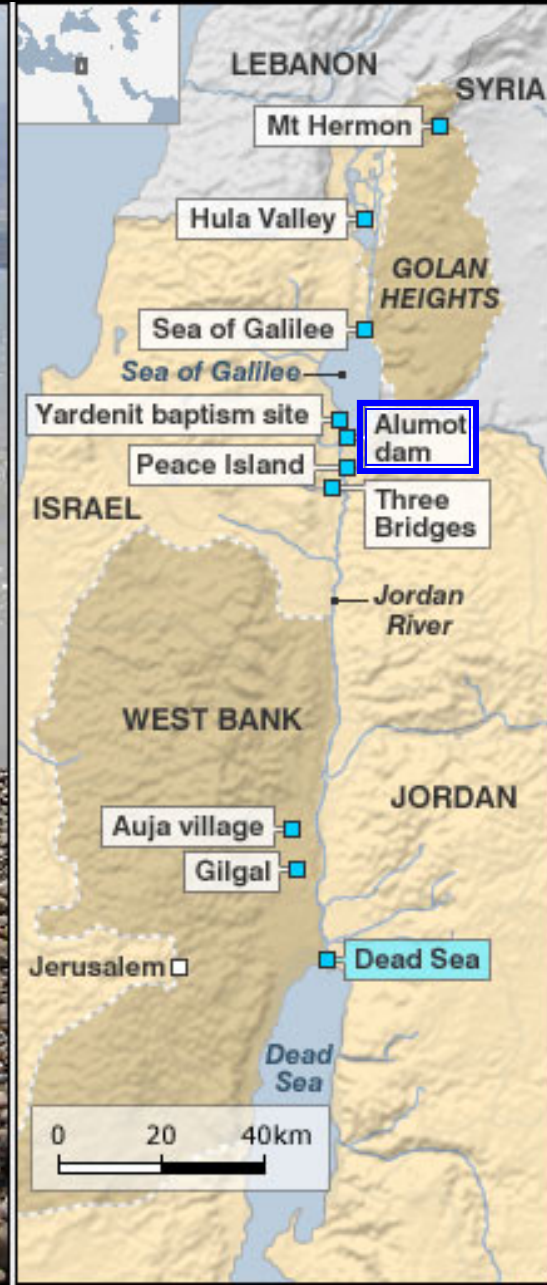 LEBANON
SYRIA
Mt Hermon
Hula Valley
GOLAN
HEIGHTS
Sea of Galilee
Sea of Galilee
Yardenit baptism site
Alumot
dam
Peace Island
ISRAEL
Three
Bridges
Jordan
River
WEST BANK
JORDAN
Auja village
Gilgal
Jerusalem
Dead Sea
Dead
Sea
0 20 40km